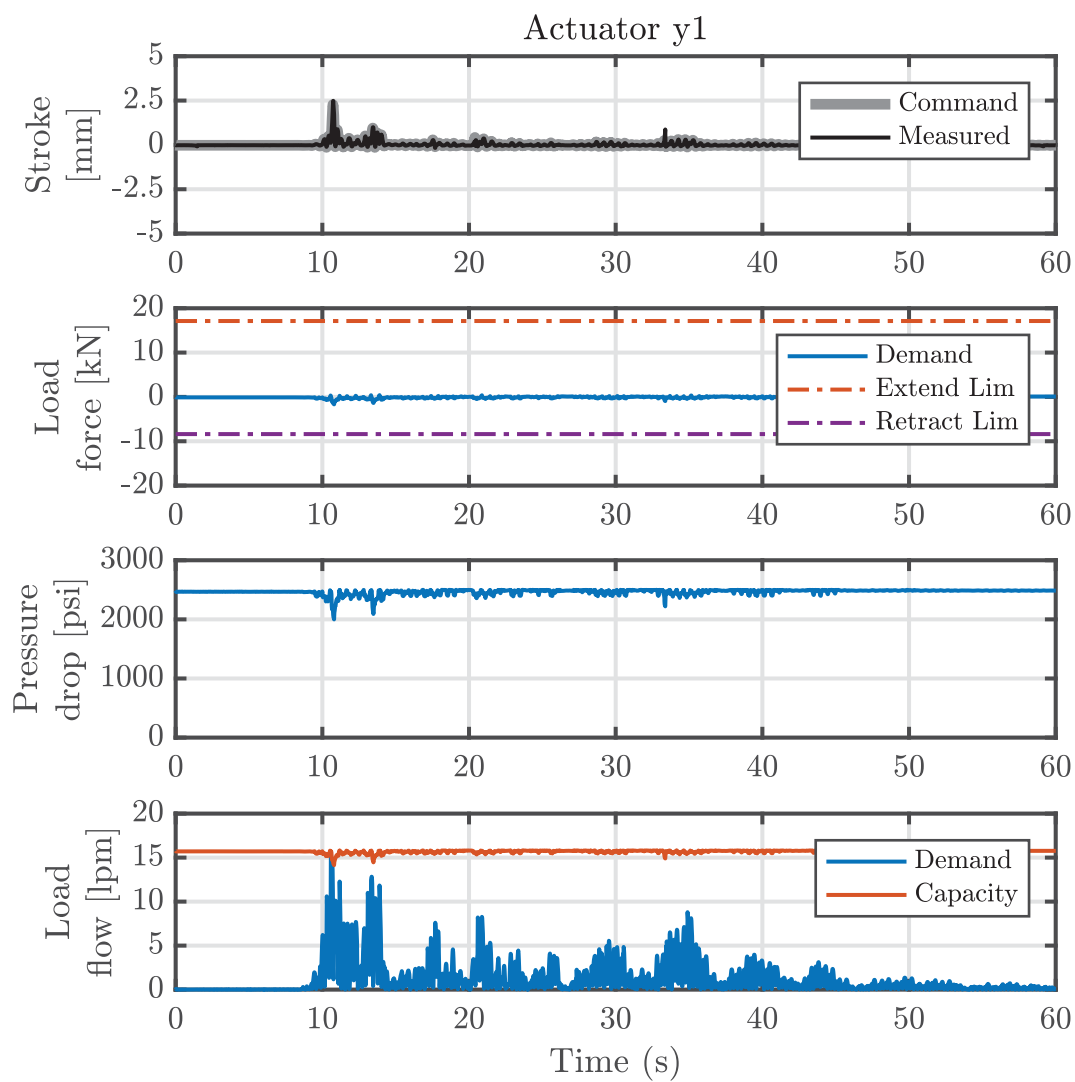 Actuator y1
Stroke
[mm]
5
2.5
0
-2.5
-5
Command
Measured
0 10 20 30 40 50 60
Load
force [kN]
20
10
0
-10
-20
Demand
Extend Lim
Retract Lim
0 10 20 30 40 50 60
Pressure
drop [psi]
3000
2000
1000
0
0 10 20 30 40 50 60
Load
flow [lpm]
20
15
10
5
0
Demand
Capacity
0 10 20 30 40 50 60
Time (s)